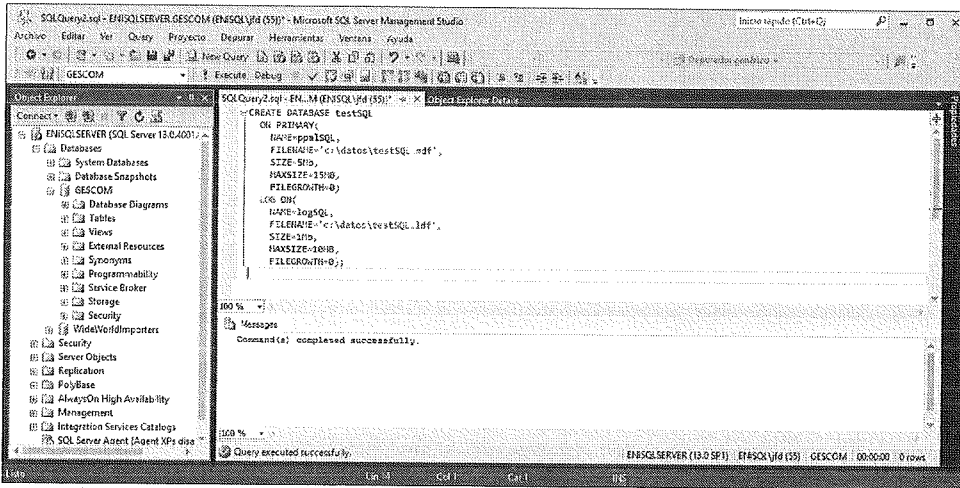 SQLQuery2.sql - ENISQLSERVER.GESCOM (ENISQL\jfd (55))* - Microsoft SQL Server Management Studio
Inicio rápido (Ctrl+Q)
Archivo Editar Ver Query Proyecto Depurar Herramientas Ventana Ayuda
New Query
GESCOM
Execute Debug
Object Explorer
SQLQuery2.sql - EN...M (ENISQL\jfd (55))*
Object Explorer Details
Connect
ENISQLSERVER (SQL Server 13.0.4001.
Databases
System Databases
Database Snapshots
GESCOM
Database Diagrams
Tables
Views
External Resources
Synonyms
Programmability
Service Broker
Storage
Security
WideWorldImporters
Security
Server Objects
Replication
PolyBase
AlwaysOn High Availability
Management
Integration Services Catalogs
SQL Server Agent (Agent XPs disa
CREATE DATABASE testSQL
ON PRIMARY(
NAME=ppalSQL,
FILENAME='c:\datos\testSQL.mdf',
SIZE=5Mb,
MAXSIZE=15MB,
FILEGROWTH=0)
LOG ON(
NAME=logSQL,
FILENAME='c:\datos\testSQL.ldf',
SIZE=1Mb,
MAXSIZE=10MB,
FILEGROWTH=0);
100 %
Messages
Command(s) completed successfully.
100 %
Query executed successfully.
ENISQLSERVER (13.0 SP1) ENISQL\jfd (55) GESCOM 00:00:00 0 rows
Listo
Col 1
Car 1
INS